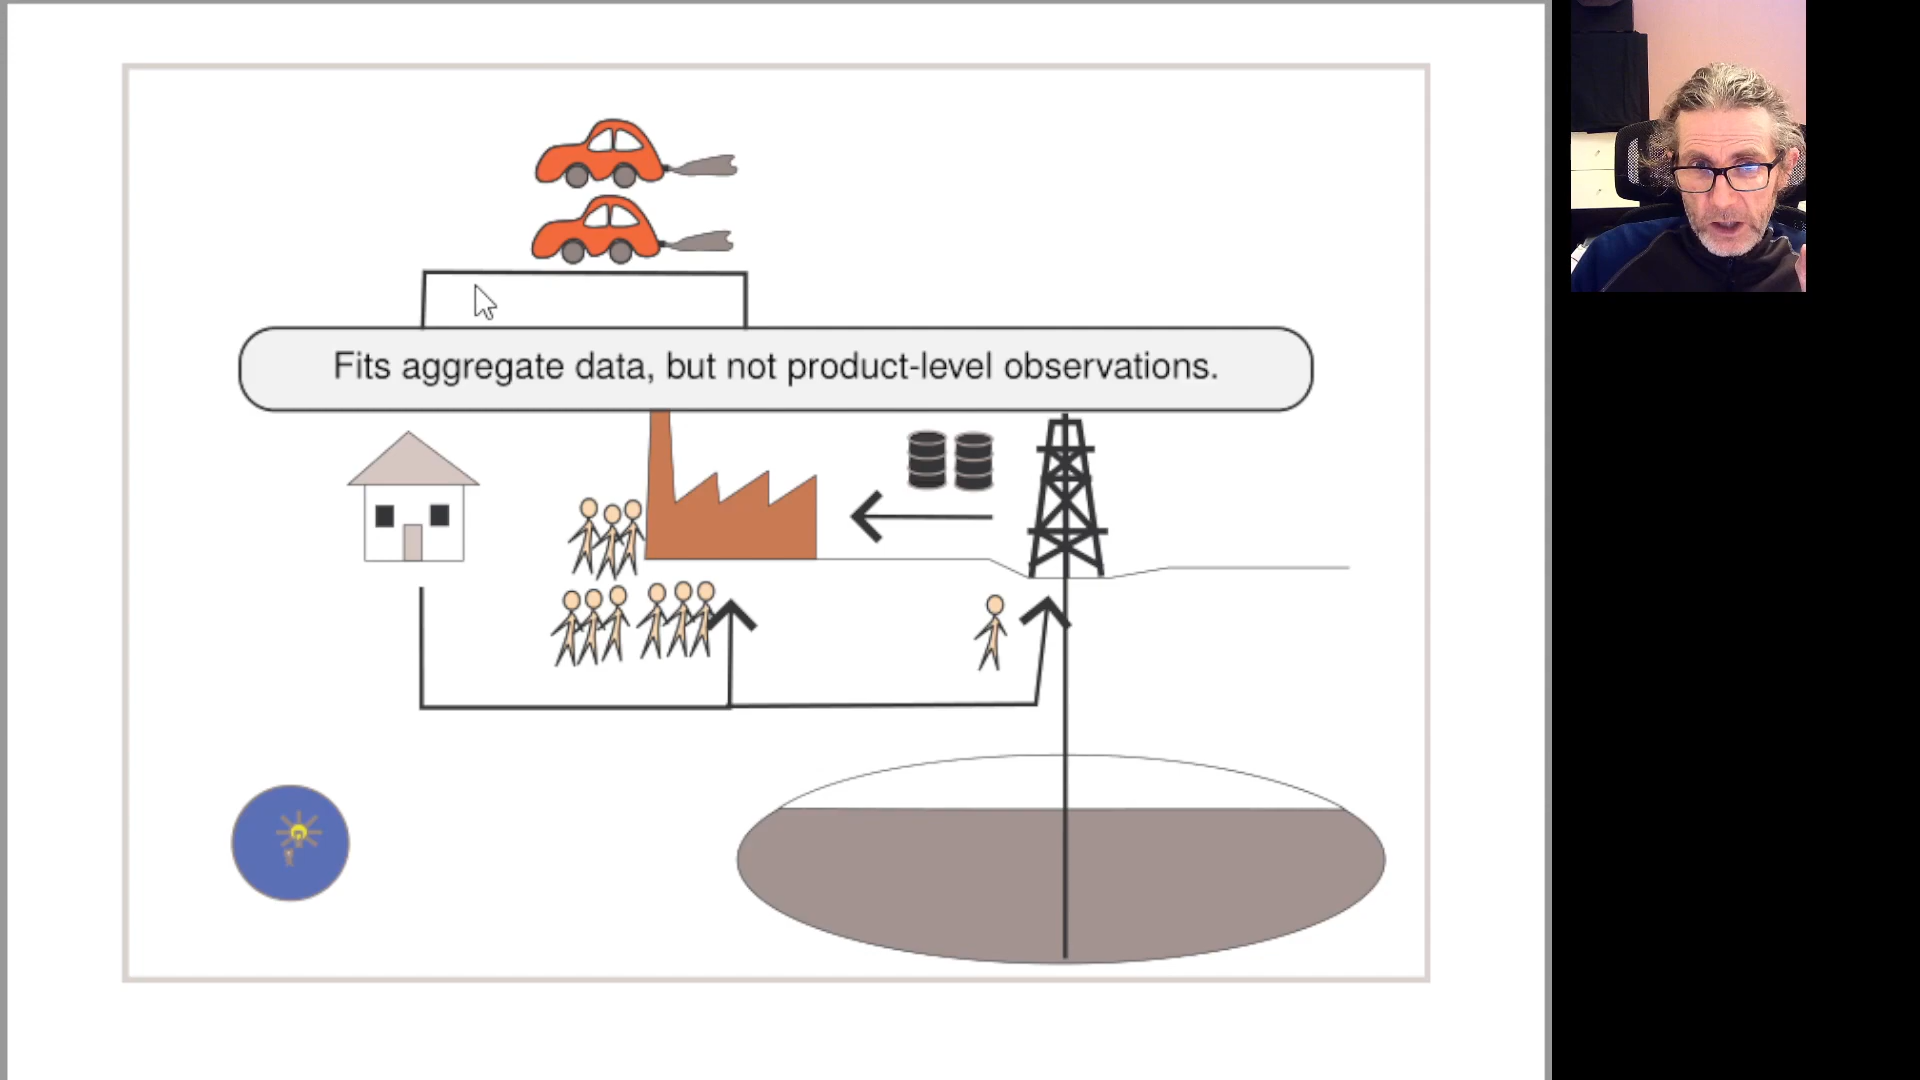 Fits aggregate data, but not product-level observations.